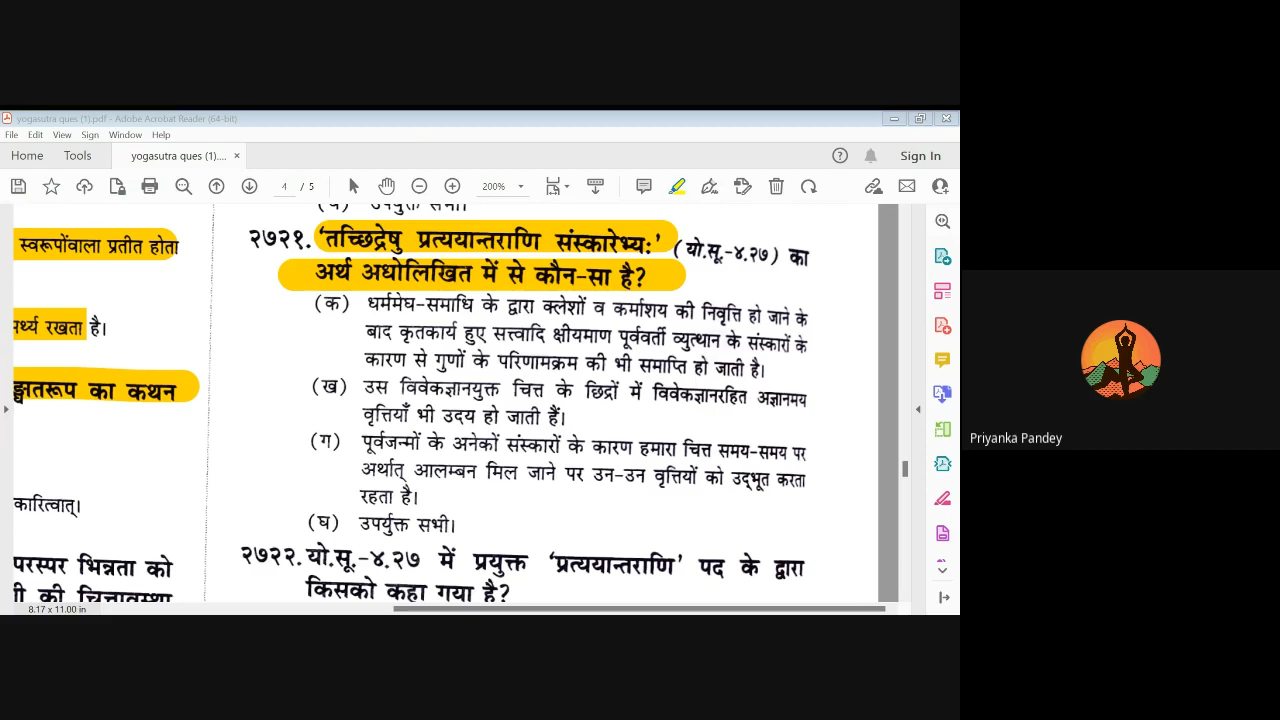 yogasutra ques (1).pdf - Adobe Acrobat Reader (64-bit)
File Edit View Sign Window Help
Home Tools yogasutra ques (1).... × Sign In
4 / 5 200%
उपर्युक्त सभी।
स्वरूपोंवाला प्रतीत होता
र्थ्य रखता है।
ङ्घातरूप का कथन
कारित्वात्।
परस्पर भिन्नता को
की चित्तावस्था
२७२१. 'तच्छिद्रेषु प्रत्ययान्तराणि संस्कारेभ्यः' (यो.सू.-४.२७) का
अर्थ अधोलिखित में से कौन-सा है?
(क) धर्ममेघ-समाधि के द्वारा क्लेशों व कर्माशय की निवृत्ति हो जाने के
बाद कृतकार्य हुए सत्त्वादि क्षीयमाण पूर्ववर्ती व्युत्थान के संस्कारों के
कारण से गुणों के परिणामक्रम की भी समाप्ति हो जाती है।
(ख) उस विवेकज्ञानयुक्त चित्त के छिद्रों में विवेकज्ञानरहित अज्ञानमय
वृत्तियाँ भी उदय हो जाती हैं।
(ग) पूर्वजन्मों के अनेकों संस्कारों के कारण हमारा चित्त समय-समय पर
अर्थात् आलम्बन मिल जाने पर उन-उन वृत्तियों को उद्भूत करता
रहता है।
(घ) उपर्युक्त सभी।
२७२२. यो.सू.-४.२७ में प्रयुक्त 'प्रत्ययान्तराणि' पद के द्वारा
किसको कहा गया है?
8.17 x 11.00 in
Priyanka Pandey